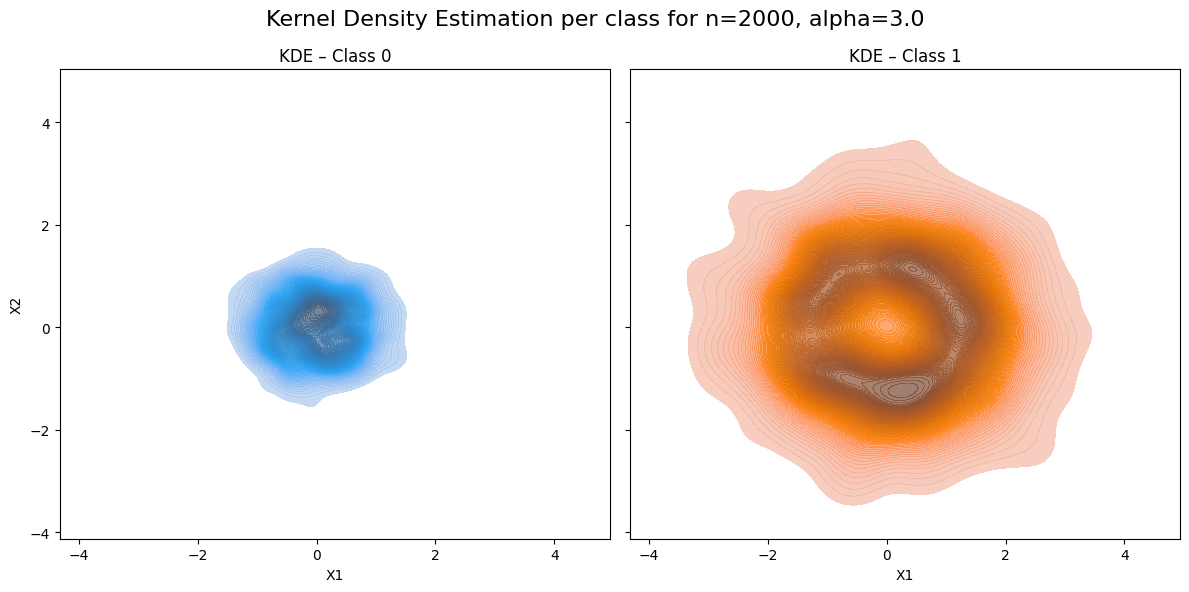 Kernel Density Estimation per class for n=2000, alpha=3.0
KDE – Class 0
KDE – Class 1
X2
4
2
0
−2
−4
−4 −2 0 2 4
−4 −2 0 2 4
X1
X1